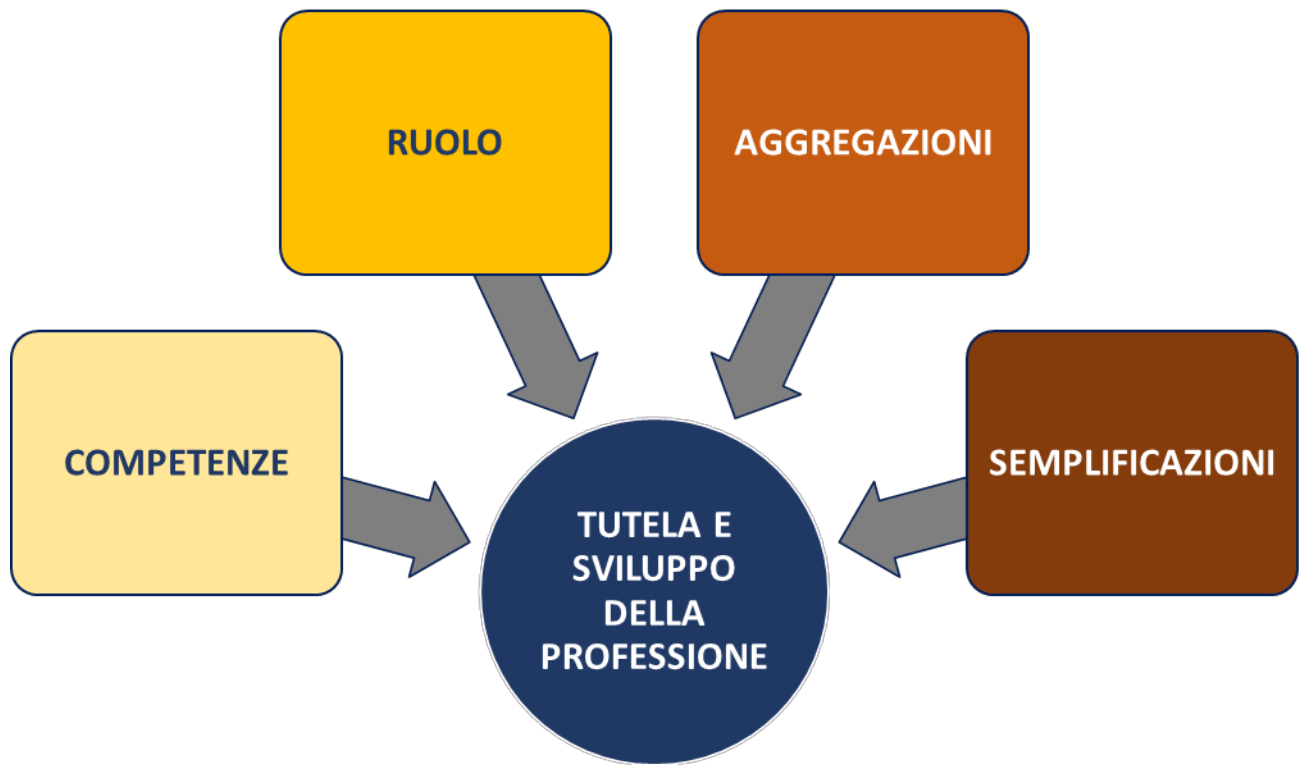 RUOLO
AGGREGAZIONI
COMPETENZE
SEMPLIFICAZIONI
TUTELA E
SVILUPPO
DELLA
PROFESSIONE